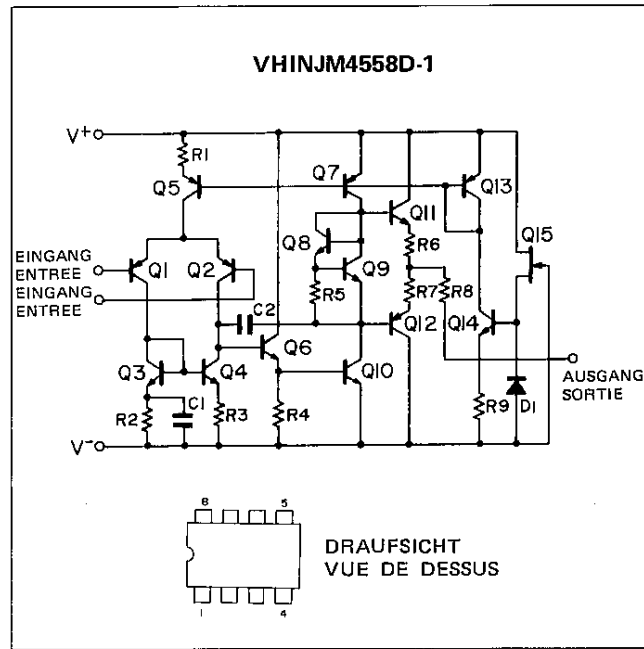 VHINJM4558D-1
V+
R1
Q5
Q7
Q13
Q11
Q8
R6
Q15
EINGANG
ENTREE
EINGANG
ENTREE
Q1
Q2
Q9
R5
R7
R8
C2
Q12
Q14
Q6
Q3
Q4
Q10
AUSGANG
SORTIE
C1
R2
R3
R4
R9
D1
V-
8
5
DRAUFSICHT
VUE DE DESSUS
1
4